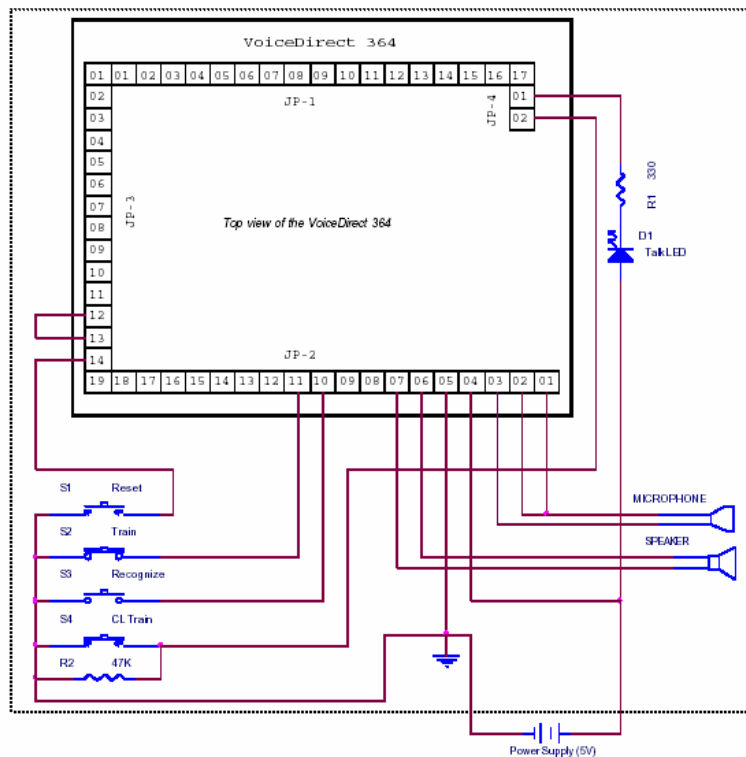 VoiceDirect 364
01 01 02 03 04 05 06 07 08 09 10 11 12 13 14 15 16 17
02 01
03 02
JP-1
JP-4
04
05
06
JP-3
07
Top view of the VoiceDirect 364
08
09
10
11
12
13
14
JP-2
19 18 17 16 15 14 13 12 11 10 09 08 07 06 05 04 03 02 01
330
R1
D1
TalkLED
S1 Reset
S2 Train
S3 Recognize
S4 CL Train
R2 47K
MICROPHONE
SPEAKER
Power Supply (5V)